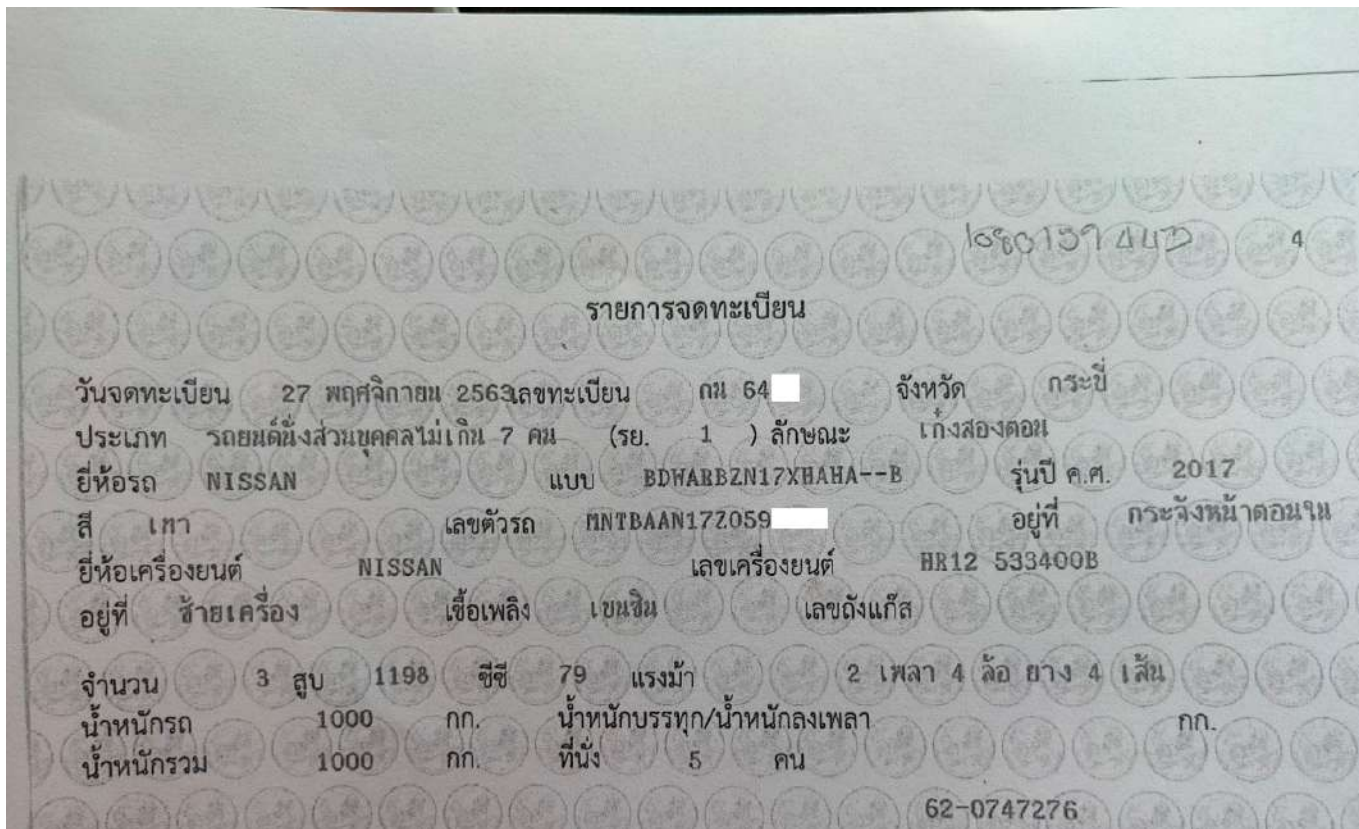 1080139443 4
รายการจดทะเบียน
วันจดทะเบียน 27 พฤศจิกายน 2563 เลขทะเบียน กน 64 จังหวัด กระบี่
ประเภท รถยนต์นั่งส่วนบุคคลไม่เกิน 7 คน (รย. 1 ) ลักษณะ เก๋งสองตอน
ยี่ห้อรถ NISSAN แบบ BDWARBZN17XHAHA--B รุ่นปี ค.ศ. 2017
สี เทา เลขตัวรถ MNTBAAN17Z059 อยู่ที่ กระจังหน้าตอนใน
ยี่ห้อเครื่องยนต์ NISSAN เลขเครื่องยนต์ HR12 533400B
อยู่ที่ ซ้ายเครื่อง เชื้อเพลิง เบนซิน เลขถังแก๊ส
จำนวน 3 สูบ 1198 ซีซี 79 แรงม้า 2 เพลา 4 ล้อ ยาง 4 เส้น
น้ำหนักรถ 1000 กก. น้ำหนักบรรทุก/น้ำหนักลงเพลา กก.
น้ำหนักรวม 1000 กก. ที่นั่ง 5 คน
62-0747276